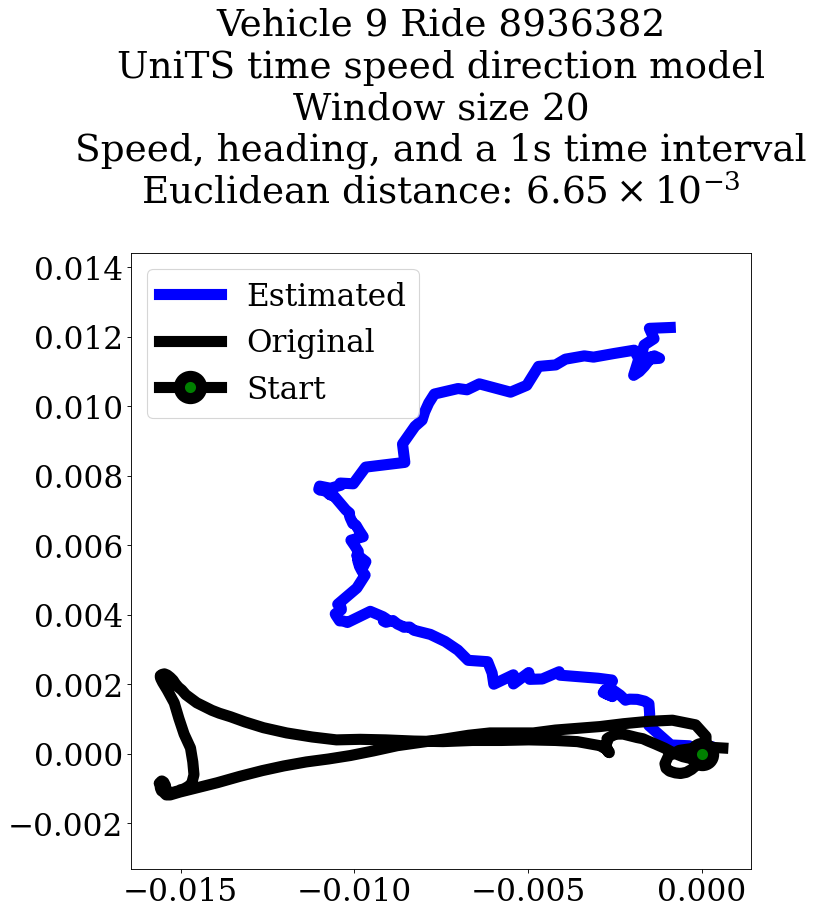 Vehicle 9 Ride 8936382
UniTS time speed direction model
Window size 20
Speed, heading, and a 1s time interval
Euclidean distance: 6.65 × 10⁻³
0.014
0.012
0.010
0.008
0.006
0.004
0.002
0.000
−0.002
Estimated
Original
Start
−0.015
−0.010
−0.005
0.000